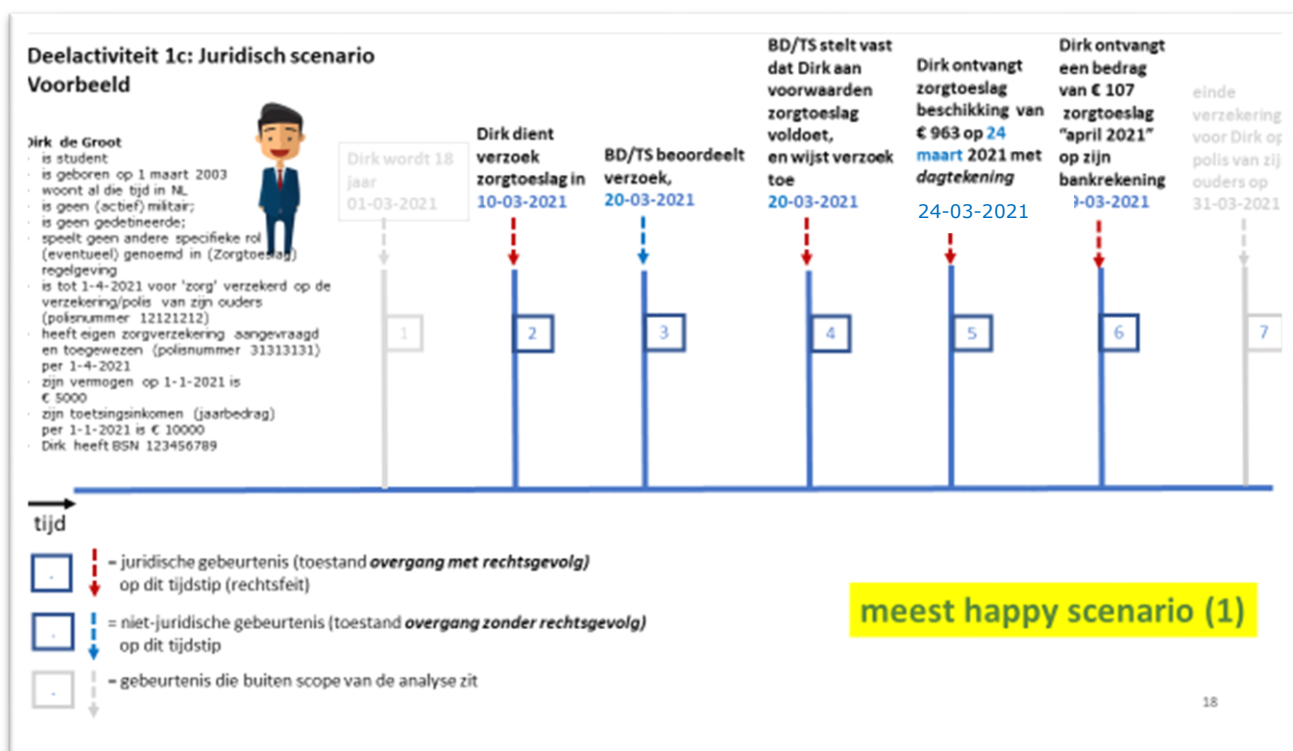 Deelactiviteit 1c: Juridisch scenario
Voorbeeld
Dirk de Groot
is student
is geboren op 1 maart 2003
woont al die tijd in NL
is geen (actief) militair;
is geen gedetineerde;
speelt geen andere specifieke rol
(eventueel) genoemd in (Zorgtoeslag)
regelgeving
is tot 1-4-2021 voor 'zorg' verzekerd op de
verzekering/polis van zijn ouders
(polisnummer 12121212)
heeft eigen zorgverzekering aangevraagd
en toegewezen (polisnummer 31313131)
per 1-4-2021
zijn vermogen op 1-1-2021 is
€ 5000
zijn toetsingsinkomen (jaarbedrag)
per 1-1-2021 is € 10000
Dirk heeft BSN 123456789
Dirk wordt 18
jaar
01-03-2021
Dirk dient
verzoek
zorgtoeslag in
10-03-2021
BD/TS beoordeelt
verzoek,
20-03-2021
BD/TS stelt vast
dat Dirk aan
voorwaarden
zorgtoeslag
voldoet,
en wijst verzoek
toe
20-03-2021
Dirk ontvangt
zorgtoeslag
beschikking van
€ 963 op 24
maart 2021 met
dagtekening
24-03-2021
Dirk ontvangt
een bedrag
van € 107
zorgtoeslag
"april 2021"
op zijn
bankrekening
-03-2021
einde
verzekering
voor Dirk op
polis van zij
ouders op
31-03-2021
1
2
3
4
5
6
7
tijd
= juridische gebeurtenis (toestand overgang met rechtsgevolg)
op dit tijdstip (rechtsfeit)
= niet-juridische gebeurtenis (toestand overgang zonder rechtsgevolg)
op dit tijdstip
= gebeurtenis die buiten scope van de analyse zit
meest happy scenario (1)
18